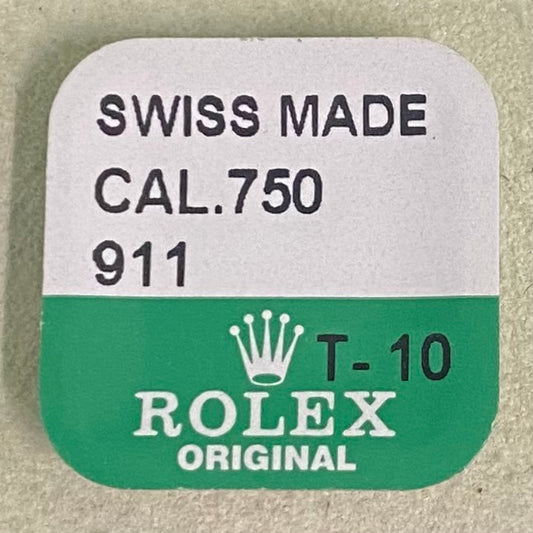 SWISS MADE
CAL.750
911
T- 10
ROLEX
ORIGINAL